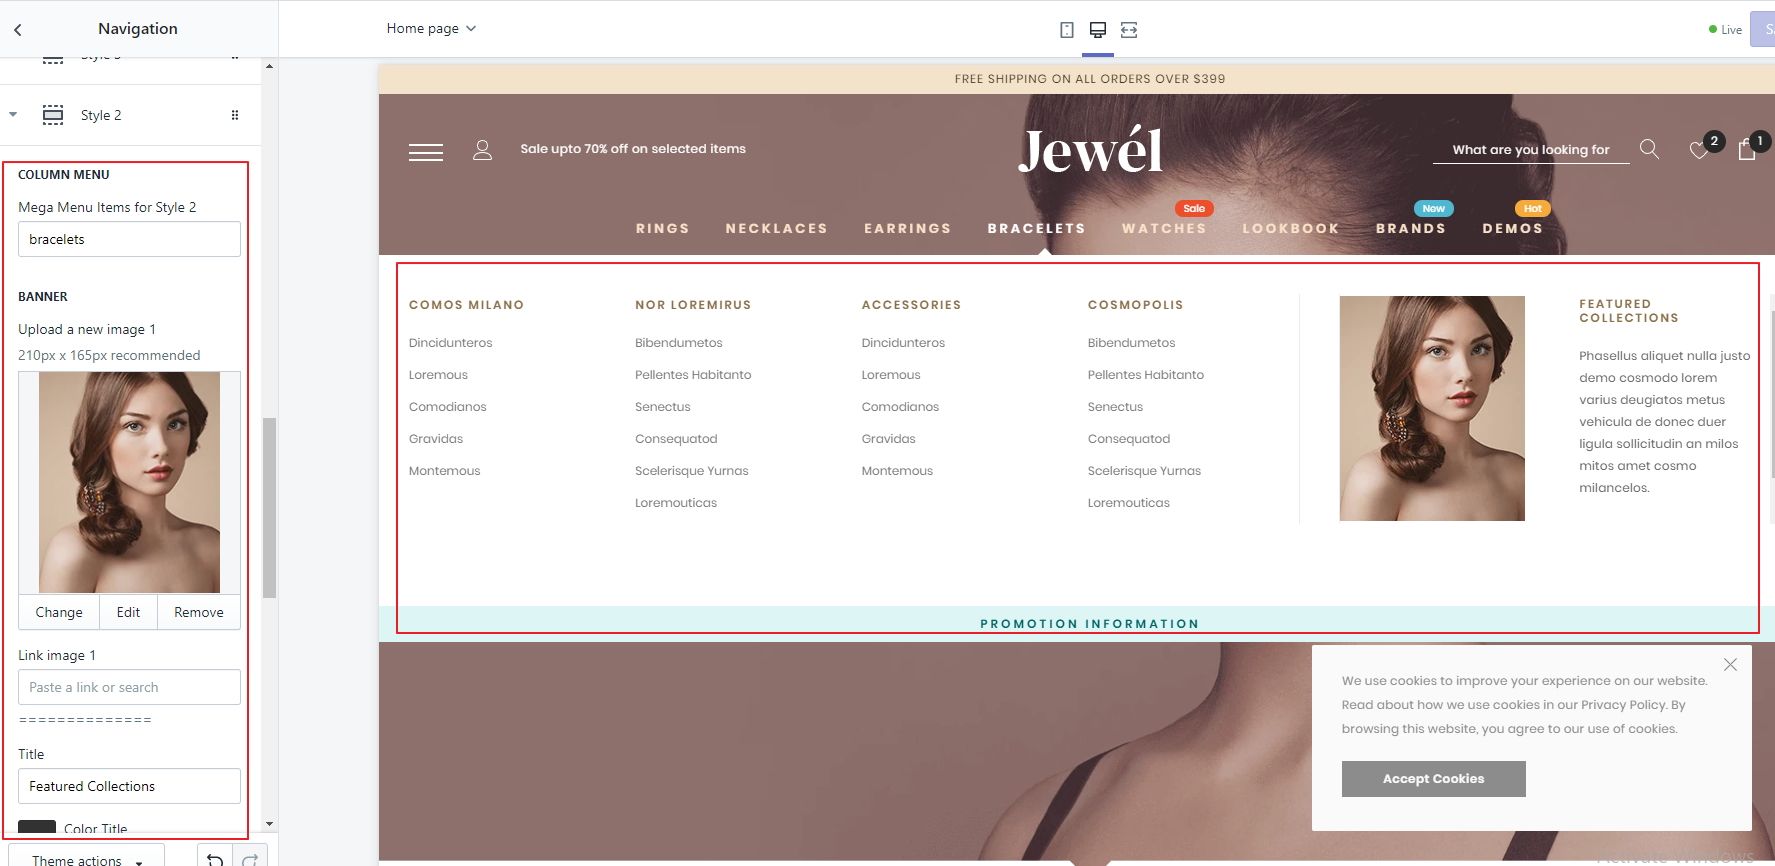 Navigation
Home page
Live
Style 2
COLUMN MENU
Mega Menu Items for Style 2
bracelets
BANNER
Upload a new image 1
210px x 165px recommended
Change Edit Remove
Link image 1
Paste a link or search
==============
Title
Featured Collections
Color Title
Theme actions
FREE SHIPPING ON ALL ORDERS OVER $399
Sale upto 70% off on selected items
Jewél
What are you looking for
2
1
Sale New Hot
RINGS NECKLACES EARRINGS BRACELETS WATCHES LOOKBOOK BRANDS DEMOS
COMOS MILANO
Dincidunteros
Loremous
Comodianos
Gravidas
Montemous
NOR LOREMIRUS
Bibendumetos
Pellentes Habitanto
Senectus
Consequatod
Scelerisque Yurnas
Loremouticas
ACCESSORIES
Dincidunteros
Loremous
Comodianos
Gravidas
Montemous
COSMOPOLIS
Bibendumetos
Pellentes Habitanto
Senectus
Consequatod
Scelerisque Yurnas
Loremouticas
FEATURED
COLLECTIONS
Phasellus aliquet nulla justo
demo cosmodo lorem
varius deugiatos metus
vehicula de donec duer
ligula sollicitudin an milos
mitos amet cosmo
milancelos.
PROMOTION INFORMATION
We use cookies to improve your experience on our website.
Read about how we use cookies in our Privacy Policy. By
browsing this website, you agree to our use of cookies.
Accept Cookies
Activate Windows